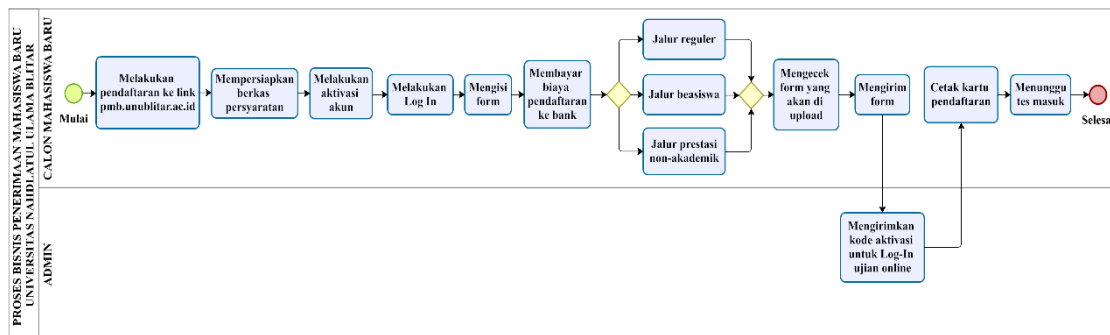 PROSES BISNIS PENERIMAAN MAHASISWA BARU
UNIVERSITAS NAHDLATUL ULAMA BLITAR
CALON MAHASISWA BARU
Mulai
Melakukan
pendaftaran ke link
pmb.unublitar.ac.id
Mempersiapkan
berkas
persyaratan
Melakukan
aktivasi
akun
Melakukan
Log In
Mengisi
form
Membayar
biaya
pendaftaran
ke bank
Jalur reguler
Jalur beasiswa
Jalur prestasi
non-akademik
Mengecek
form yang
akan di
upload
Mengirim
form
Cetak kartu
pendaftaran
Menunggu
tes masuk
Selesa
ADMIN
Mengirimkan
kode aktivasi
untuk Log-In
ujian online